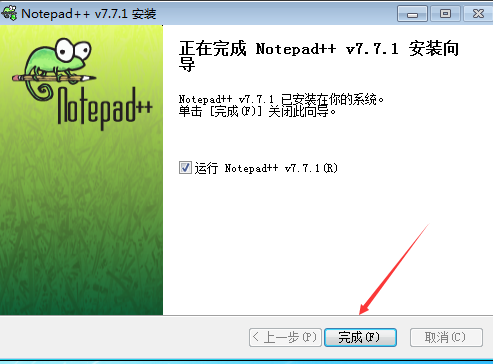 Notepad++ v7.7.1 安装
Notepad++
正在完成 Notepad++ v7.7.1 安装向
导
Notepad++ v7.7.1 已安装在你的系统。
单击 [完成(F)] 关闭此向导。
运行 Notepad++ v7.7.1(R)
< 上一步(P)
完成(F)
取消(C)